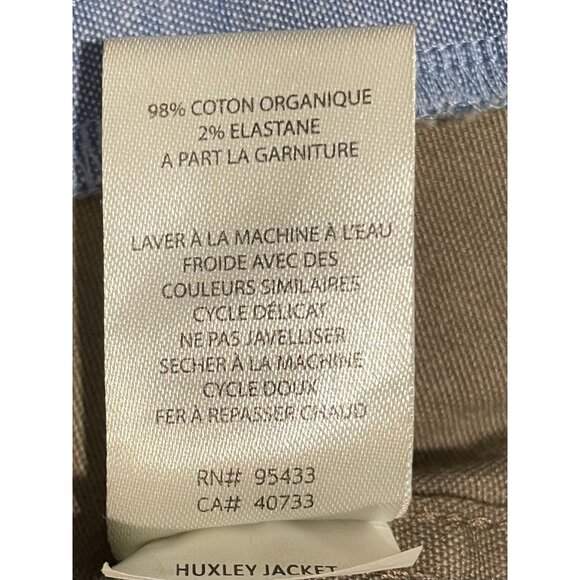 98% COTON ORGANIQUE
2% ELASTANE
A PART LA GARNITURE
LAVER À LA MACHINE À L'EAU
FROIDE AVEC DES
COULEURS SIMILAIRES
CYCLE DÉLICAT
NE PAS JAVELLISER
SECHER À LA MACHINE
CYCLE DOUX
FER À REPASSER CHAUD
RN# 95433
CA# 40733
HUXLEY JACKET